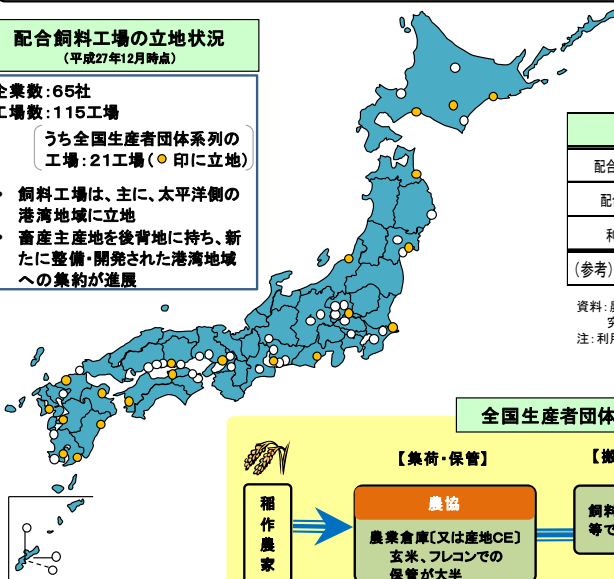 配合飼料工場の立地状況
（平成27年12月時点）
企業数：65社
工場数：115工場
うち全国生産者団体系列の
工場：21工場（ 印に立地）
飼料工場は、主に、太平洋側の
港湾地域に立地
畜産主産地を後背地に持ち、新
たに整備・開発された港湾地域
への集約が進展
配合
配
利
（参考）
資料：
注：利用
全国生産者団体
【集荷・保管】
【搬
稲作農家
農協
農業倉庫〔又は産地CE〕
玄米、フレコンでの
保管が大半
飼料
等で